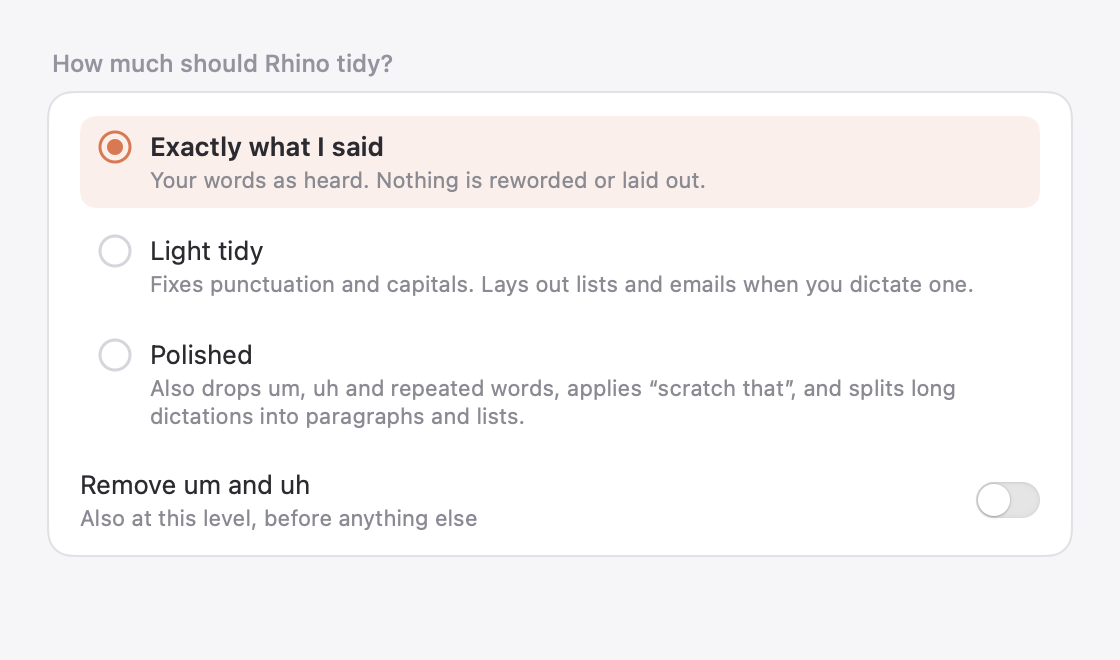 How much should Rhino tidy?
Exactly what I said
Your words as heard. Nothing is reworded or laid out.
Light tidy
Fixes punctuation and capitals. Lays out lists and emails when you dictate one.
Polished
Also drops um, uh and repeated words, applies “scratch that”, and splits long
dictations into paragraphs and lists.
Remove um and uh
Also at this level, before anything else